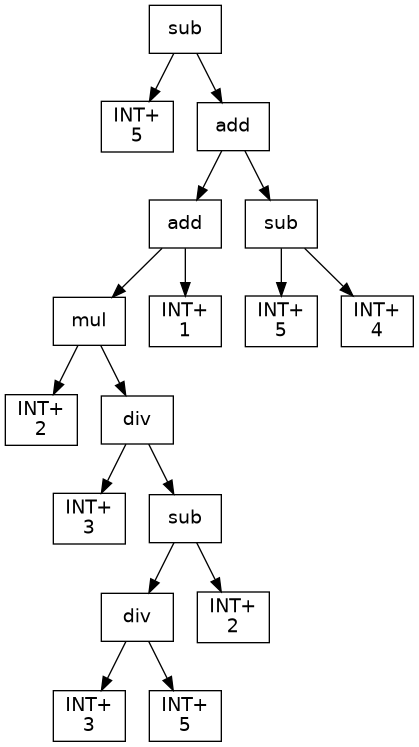 sub
INT+
5
add
add
sub
mul
INT+
1
INT+
5
INT+
4
INT+
2
div
INT+
3
sub
div
INT+
2
INT+
3
INT+
5